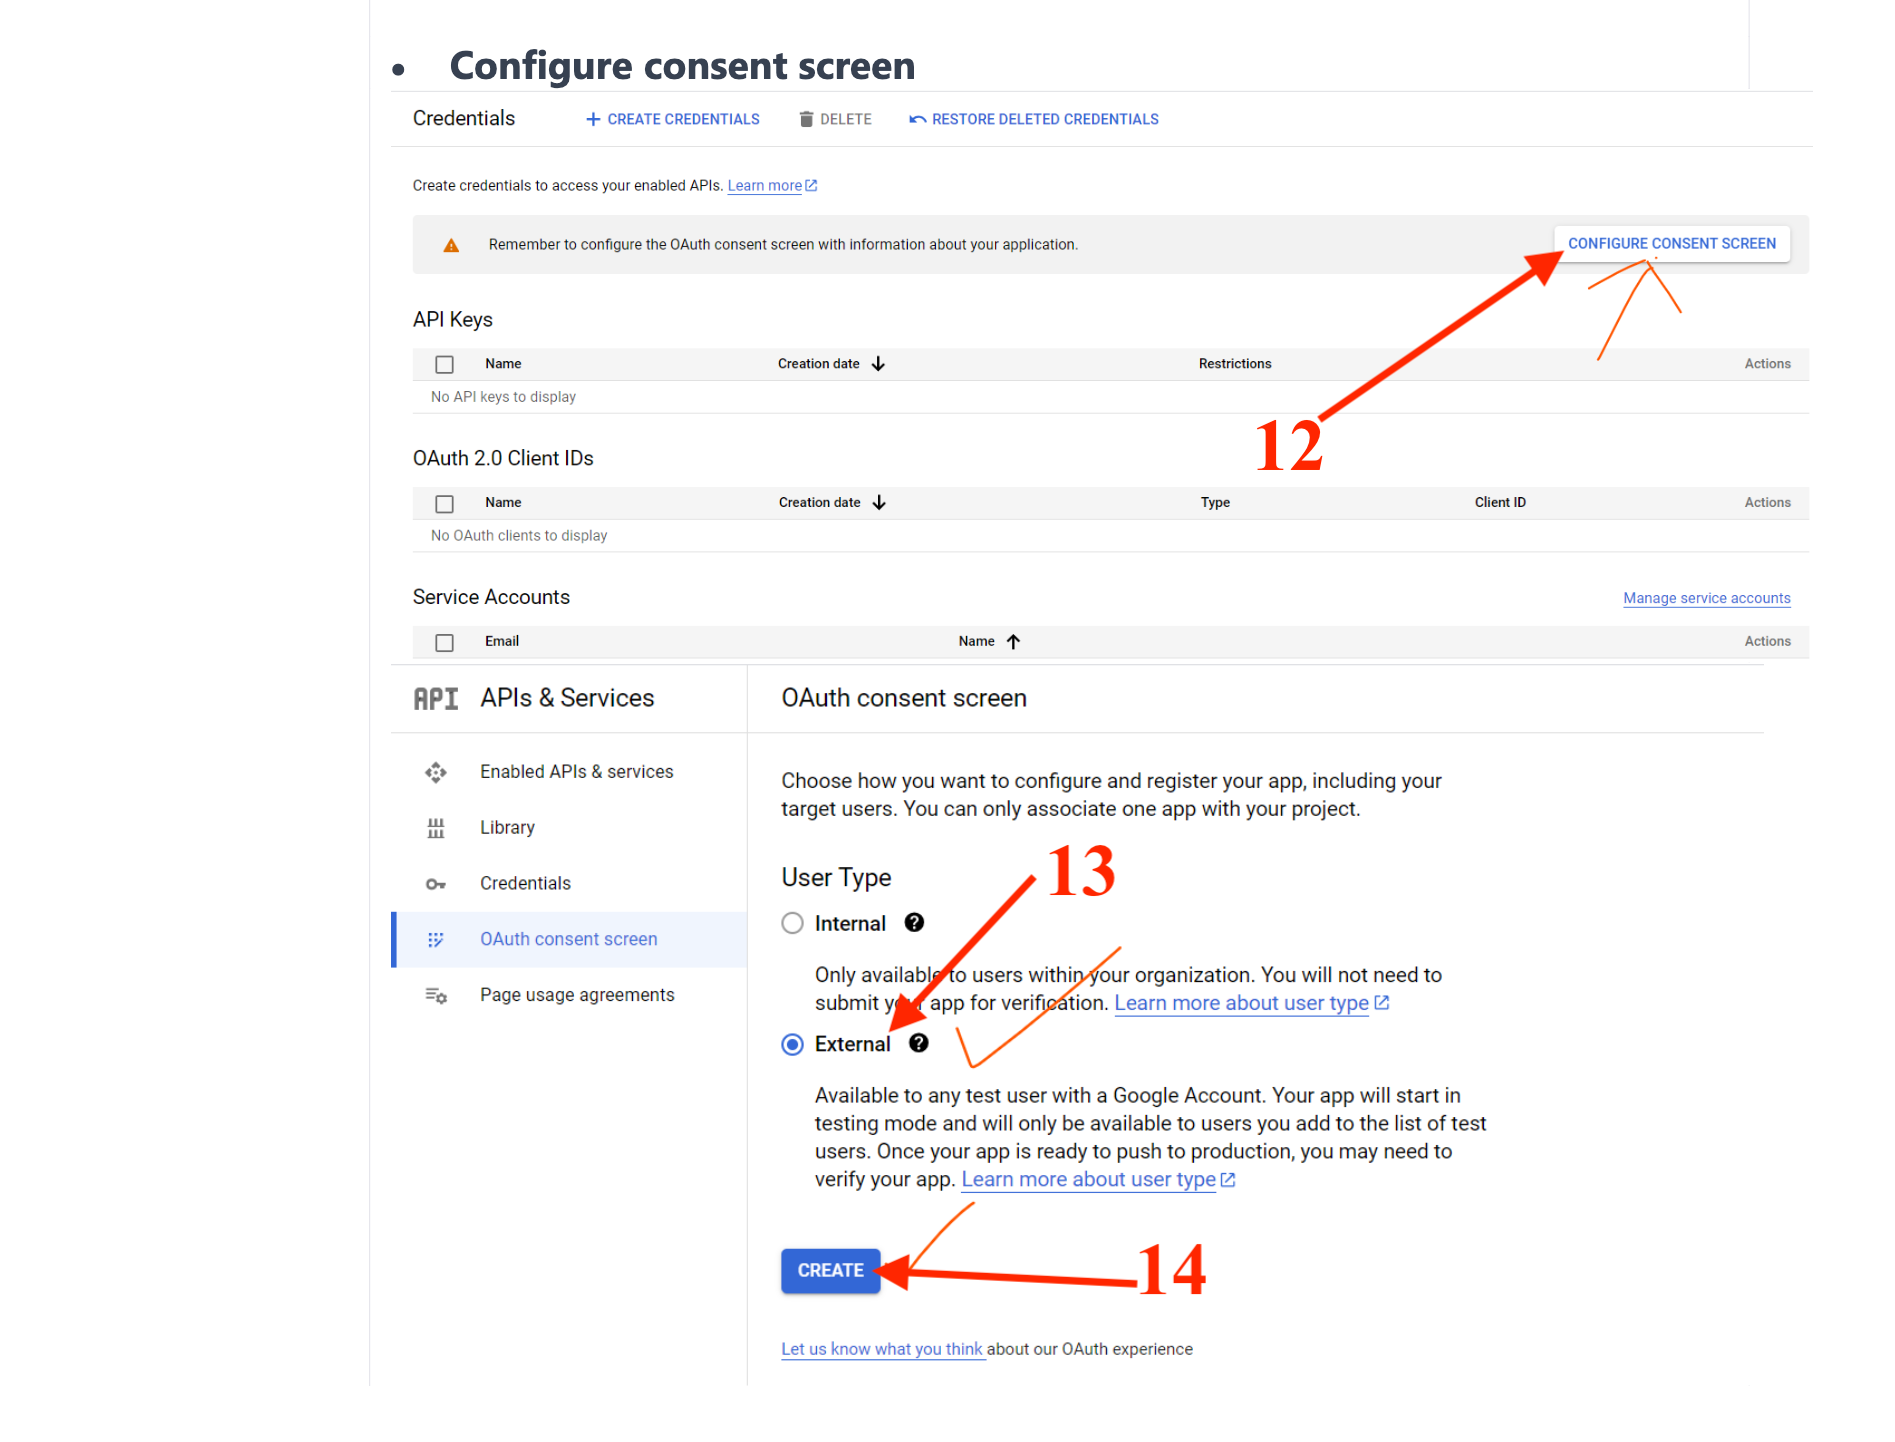 • Configure consent screen
Credentials + CREATE CREDENTIALS DELETE RESTORE DELETED CREDENTIALS
Create credentials to access your enabled APIs. Learn more
Remember to configure the OAuth consent screen with information about your application. CONFIGURE CONSENT SCREEN
API Keys
Name Creation date Restrictions Actions
No API keys to display
12
OAuth 2.0 Client IDs
Name Creation date Type Client ID Actions
No OAuth clients to display
Service Accounts Manage service accounts
Email Name Actions
API APIs & Services
Enabled APIs & services
Library
Credentials
OAuth consent screen
Page usage agreements
OAuth consent screen
Choose how you want to configure and register your app, including your
target users. You can only associate one app with your project.
13
User Type
Internal
Only available to users within your organization. You will not need to
submit your app for verification. Learn more about user type
External
Available to any test user with a Google Account. Your app will start in
testing mode and will only be available to users you add to the list of test
users. Once your app is ready to push to production, you may need to
verify your app. Learn more about user type
CREATE 14
Let us know what you think about our OAuth experience